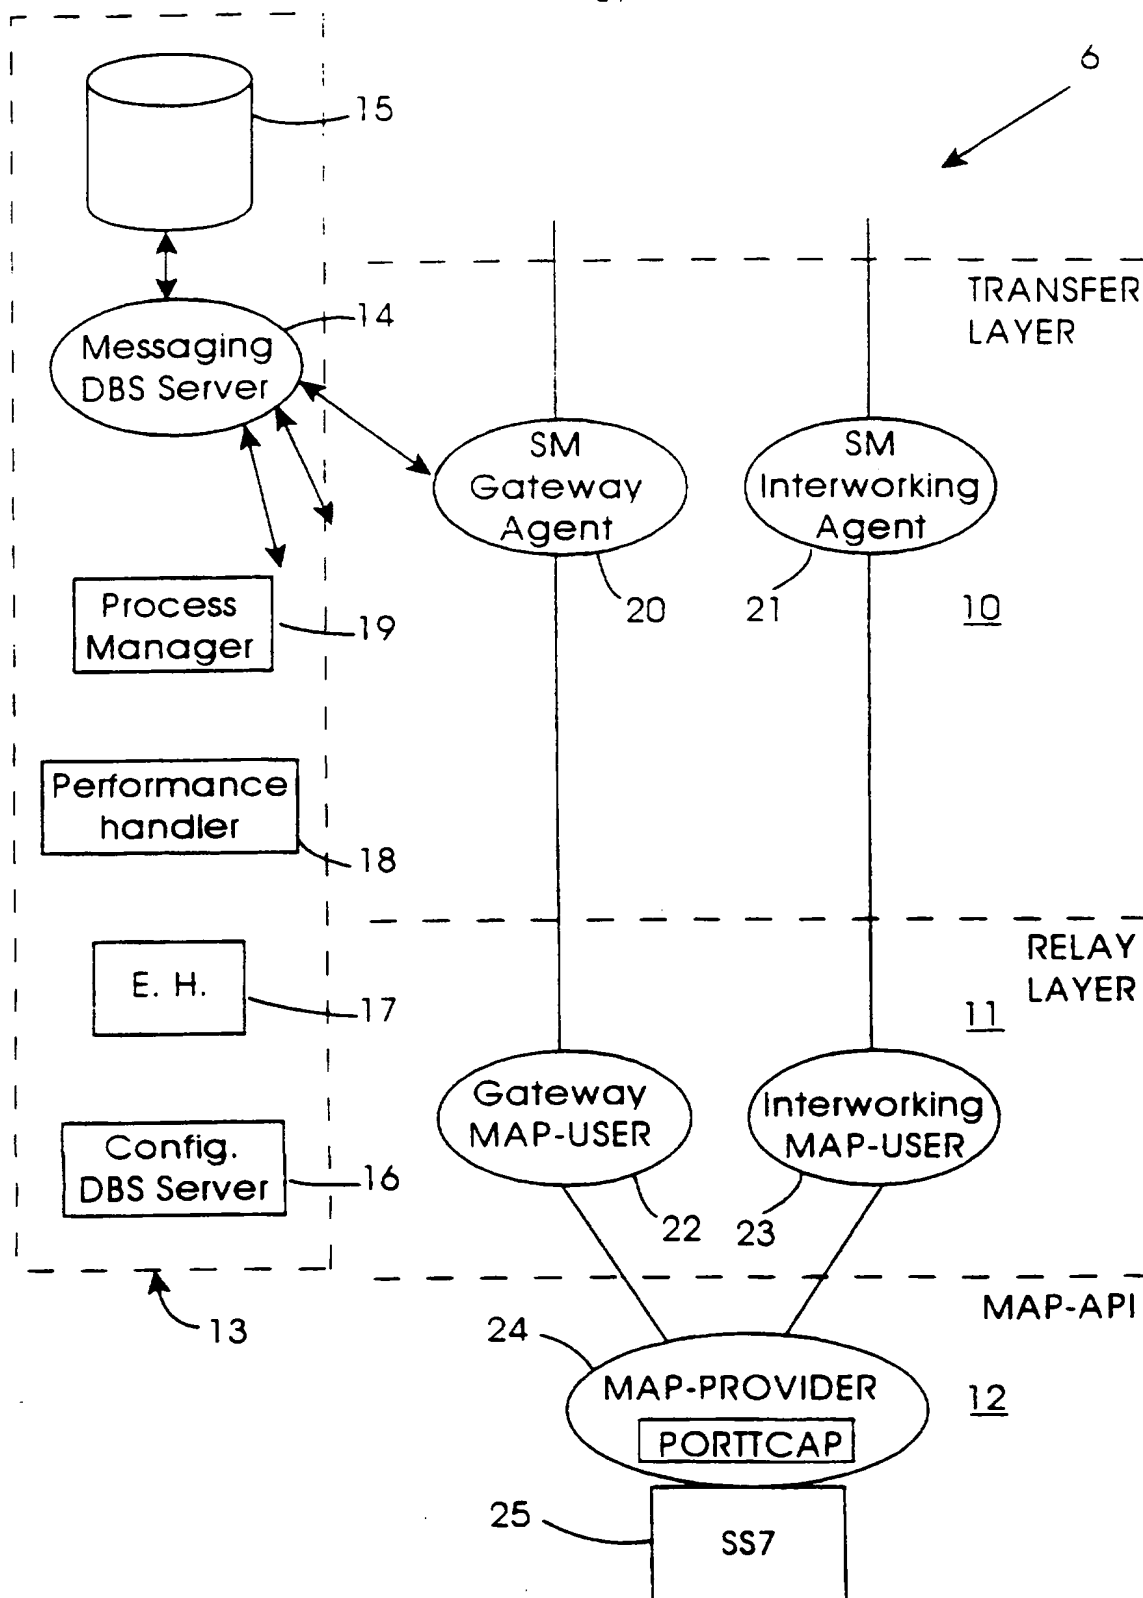 6
15
TRANSFER
LAYER
14
Messaging
DBS Server
SM
Gateway
Agent
SM
Interworking
Agent
20
21
10
Process
Manager
19
Performance
handler
18
RELAY
LAYER
11
E. H.
17
Gateway
MAP-USER
Interworking
MAP-USER
Config.
DBS Server
16
22
23
MAP-API
13
24
MAP-PROVIDER
12
PORTTCAP
25
SS7